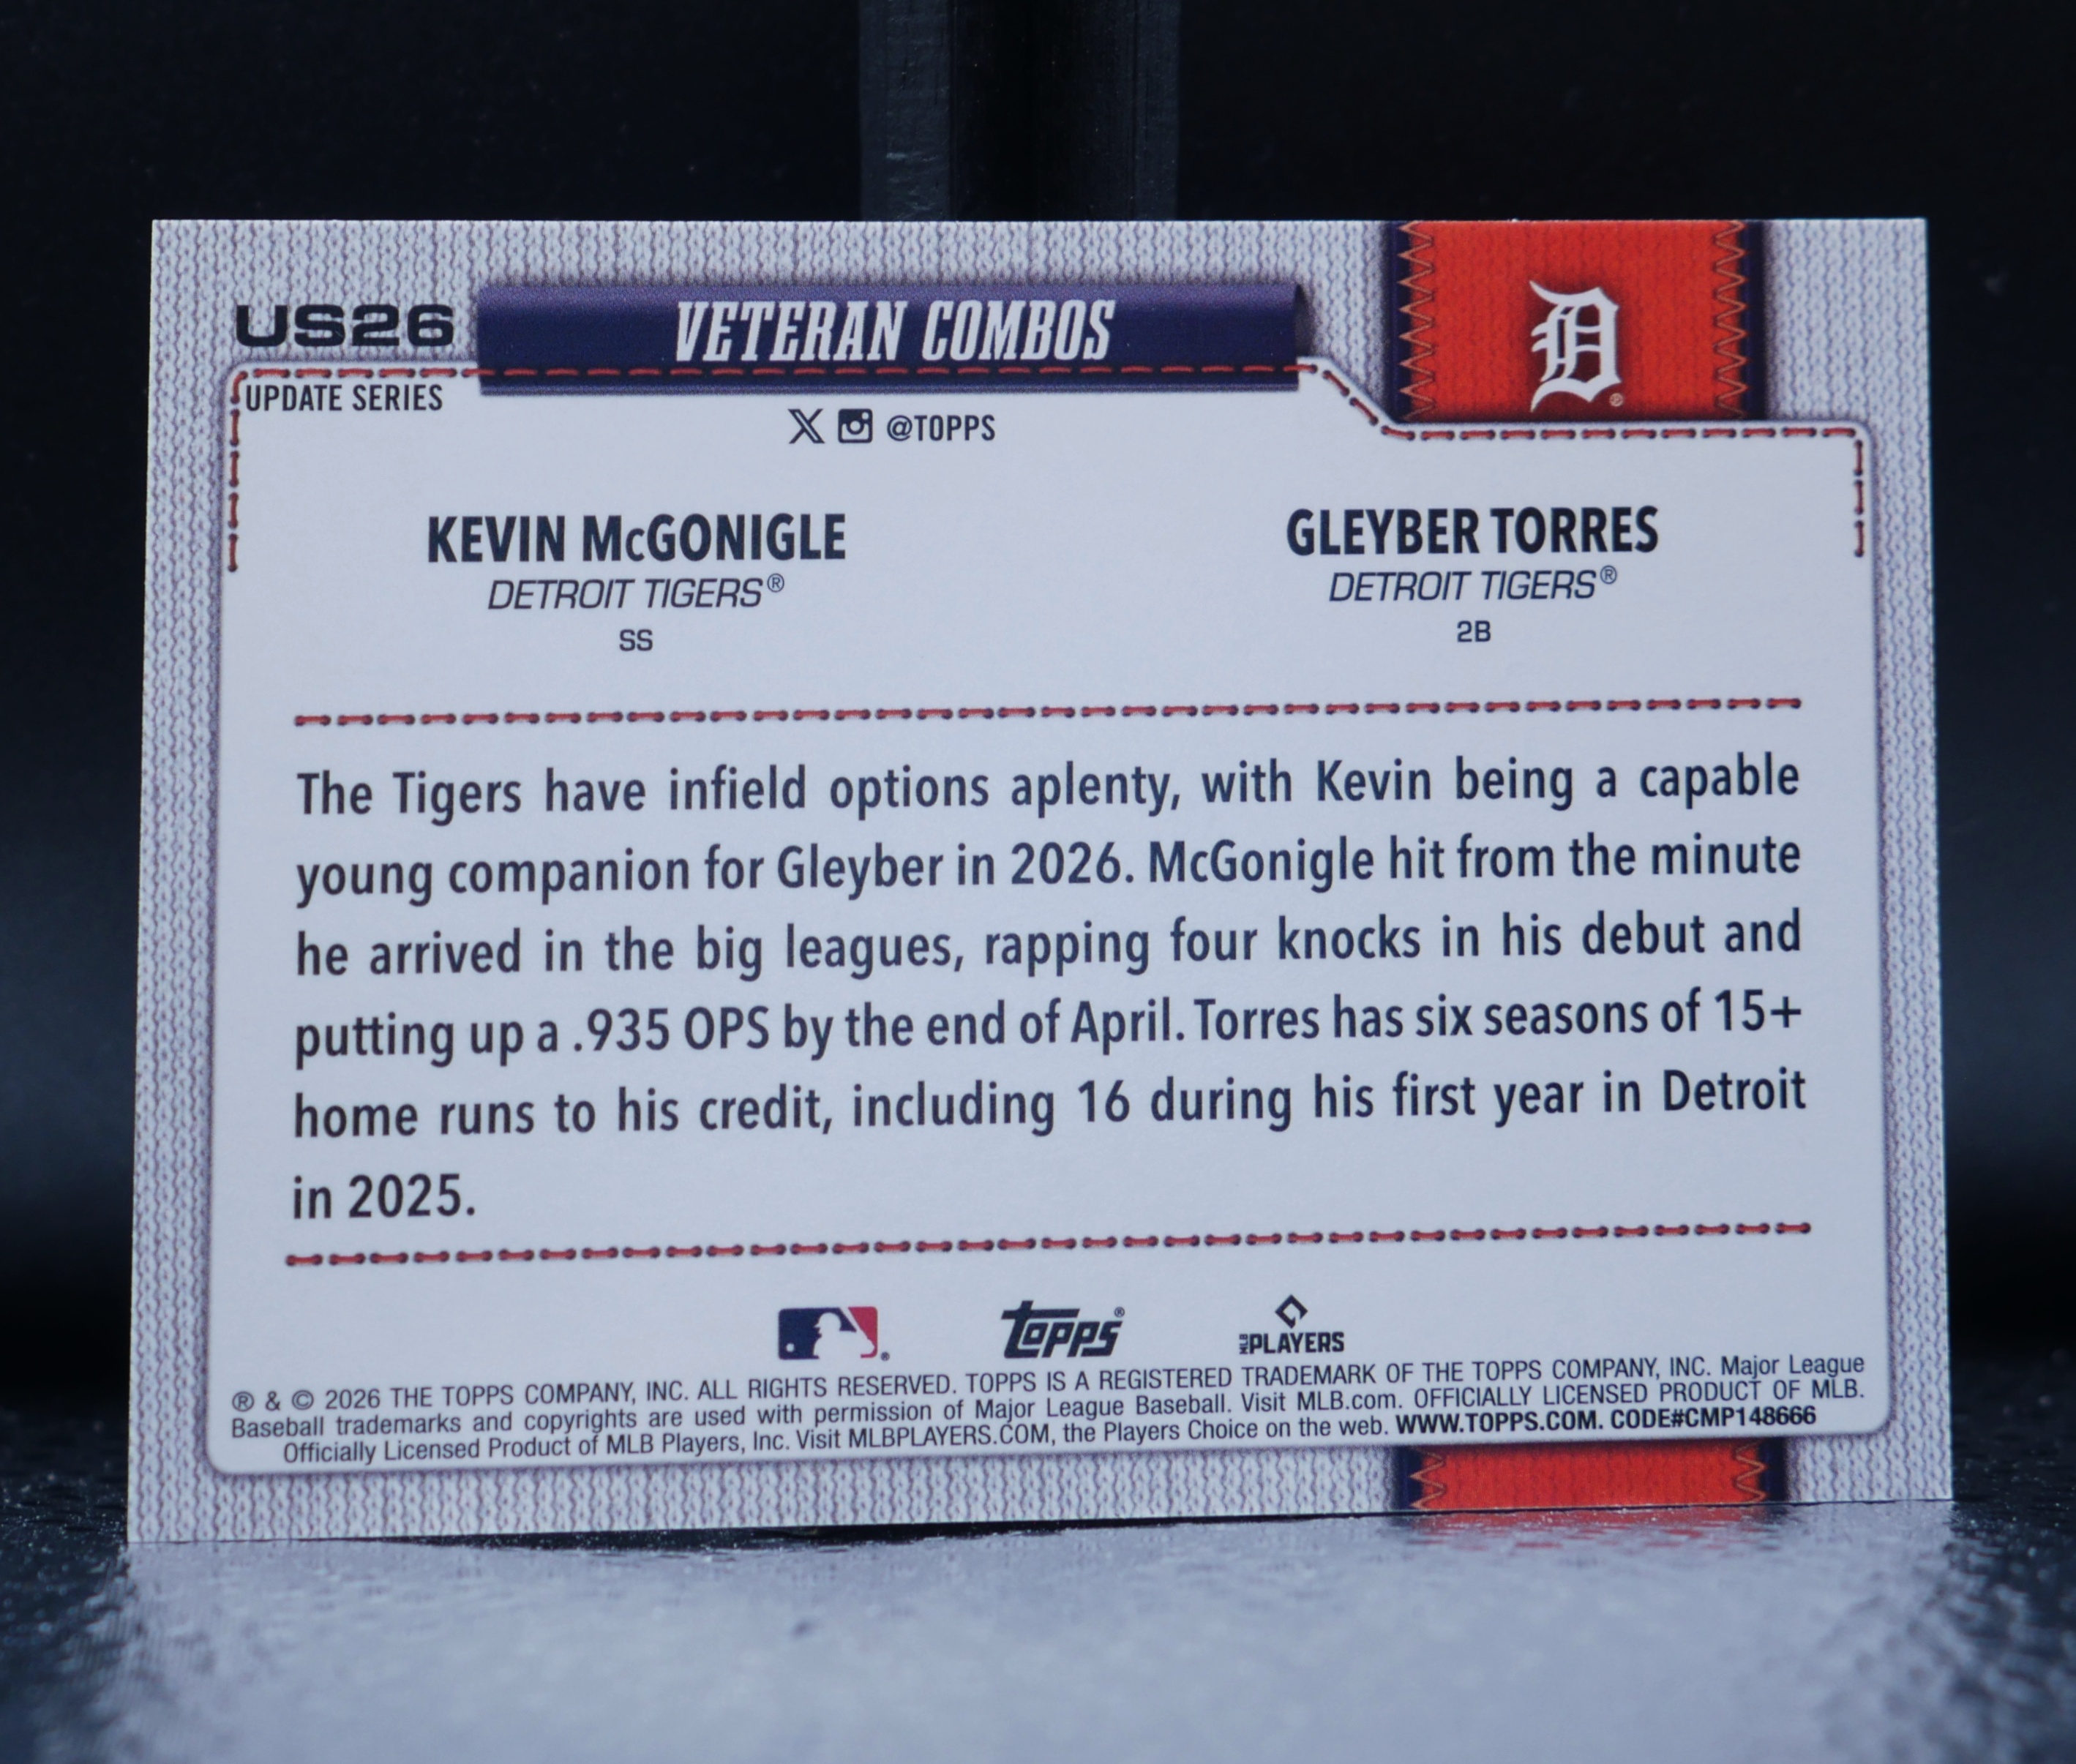 US26
VETERAN COMBOS
UPDATE SERIES
@TOPPS
KEVIN McGONIGLE
DETROIT TIGERS®
SS
GLEYBER TORRES
DETROIT TIGERS®
2B
The Tigers have infield options aplenty, with Kevin being a capable
young companion for Gleyber in 2026. McGonigle hit from the minute
he arrived in the big leagues, rapping four knocks in his debut and
putting up a .935 OPS by the end of April. Torres has six seasons of 15+
home runs to his credit, including 16 during his first year in Detroit
in 2025.
topps®
MLB PLAYERS
® & © 2026 THE TOPPS COMPANY, INC. ALL RIGHTS RESERVED. TOPPS IS A REGISTERED TRADEMARK OF THE TOPPS COMPANY, INC. Major League
Baseball trademarks and copyrights are used with permission of Major League Baseball. Visit MLB.com. OFFICIALLY LICENSED PRODUCT OF MLB.
Officially Licensed Product of MLB Players, Inc. Visit MLBPLAYERS.COM, the Players Choice on the web. WWW.TOPPS.COM. CODE#CMP148666